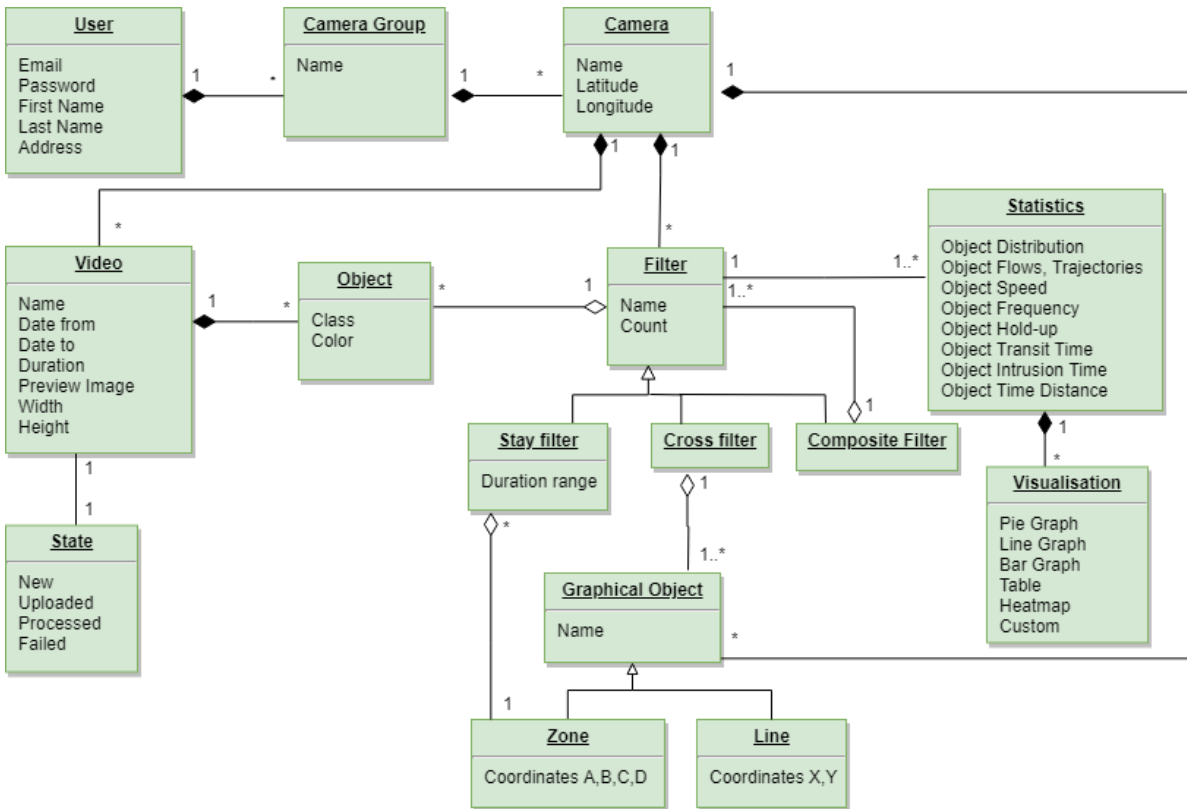 User
Email
Password
First Name
Last Name
Address
1
*
Camera Group
Name
1
*
Camera
Name
Latitude
Longitude
1
1
1
*
*
Video
Name
Date from
Date to
Duration
Preview Image
Width
Height
1
*
Object
Class
Color
*
1
Filter
Name
Count
1
1..*
1..*
1
Statistics
Object Distribution
Object Flows, Trajectories
Object Speed
Object Frequency
Object Hold-up
Object Transit Time
Object Intrusion Time
Object Time Distance
1
*
Stay filter
Duration range
Cross filter
Composite Filter
Visualisation
Pie Graph
Line Graph
Bar Graph
Table
Heatmap
Custom
1
1
State
New
Uploaded
Processed
Failed
*
1
1
1..*
Graphical Object
Name
*
Zone
Coordinates A,B,C,D
Line
Coordinates X,Y